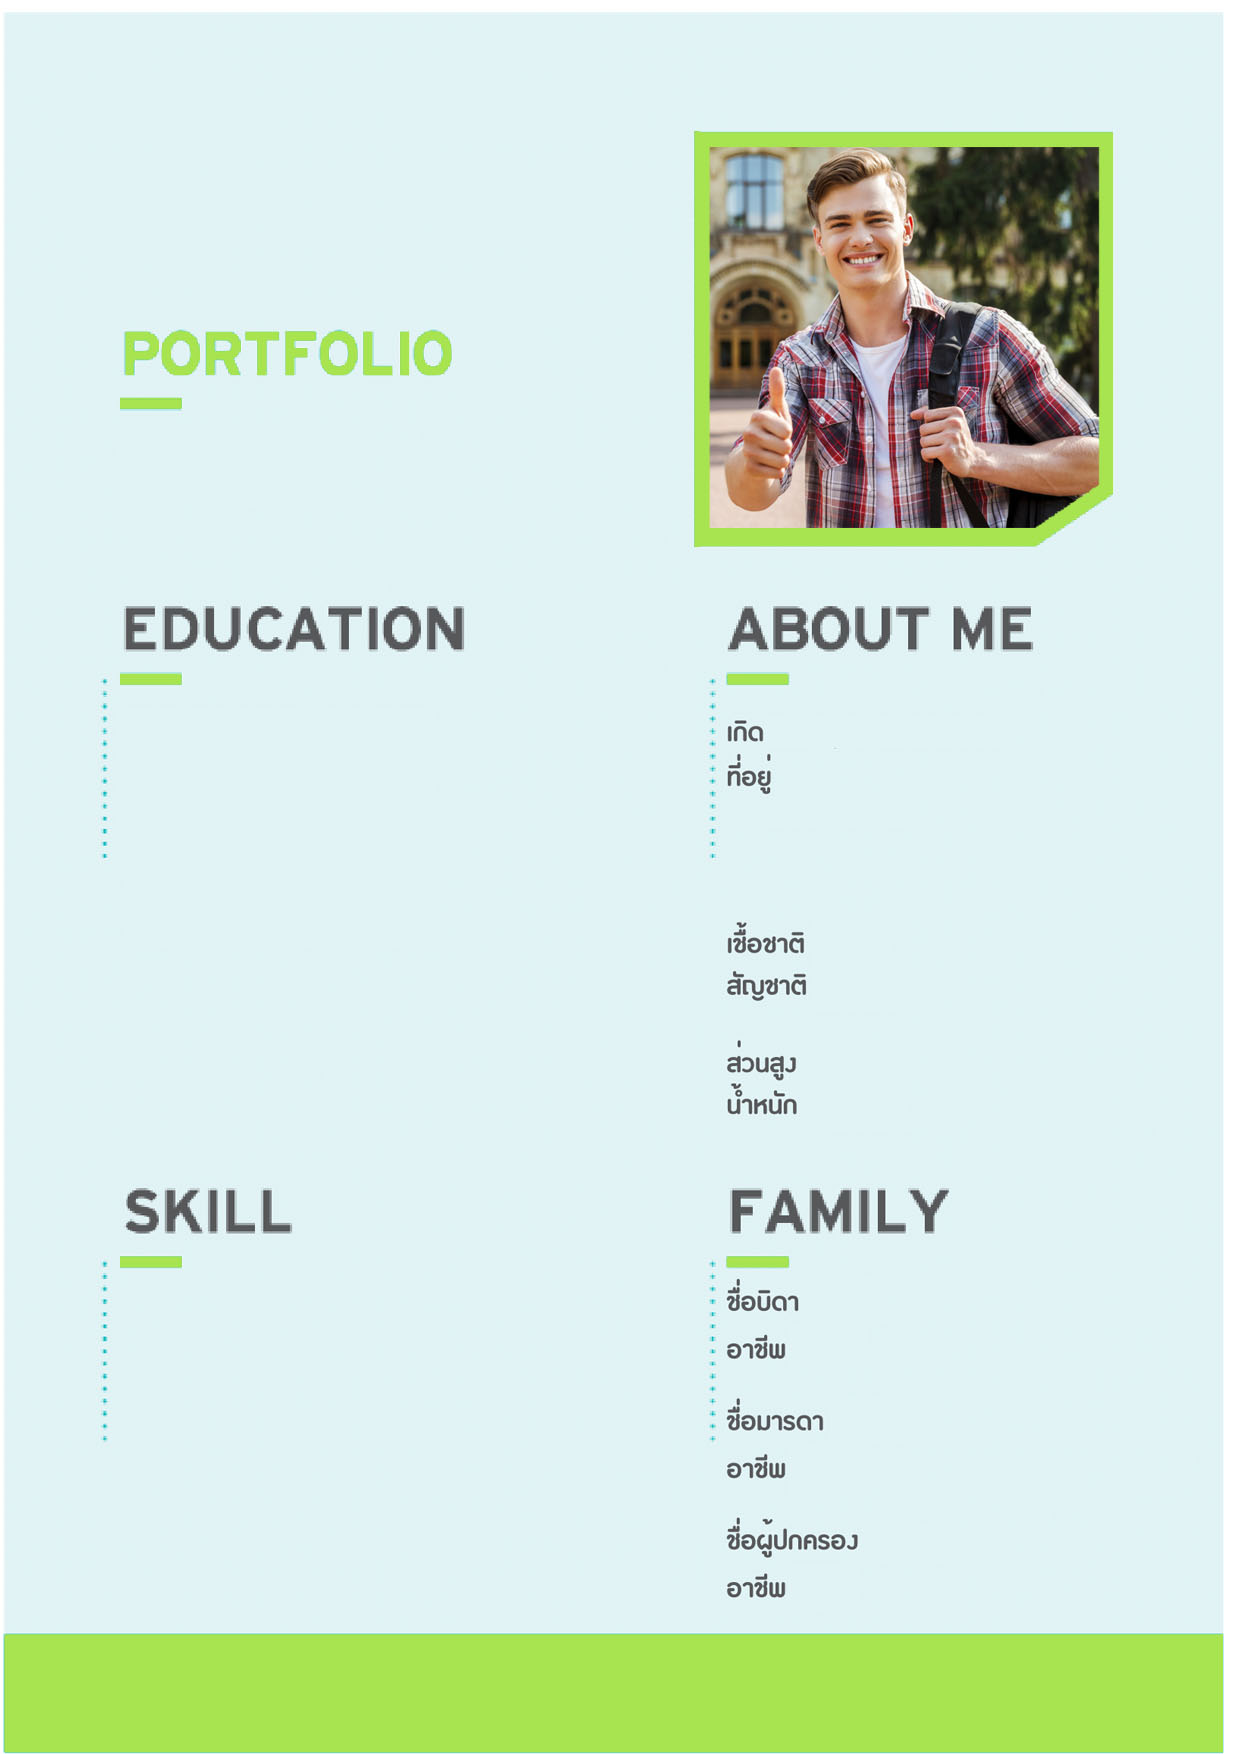 PORTFOLIO
EDUCATION
ABOUT ME
เกิด
ที่อยู่
เชื้อชาติ
สัญชาติ
ส่วนสูง
น้ำหนัก
SKILL
FAMILY
ชื่อบิดา
อาชีพ
ชื่อมารดา
อาชีพ
ชื่อผู้ปกครอง
อาชีพ